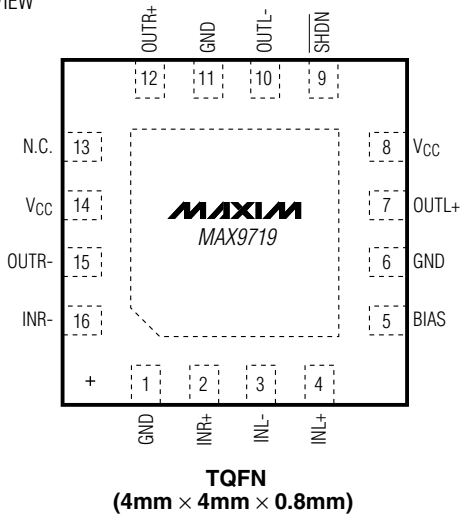 VIEW
OUTR+ GND OUTL- SHDN
12 11 10 9
N.C. 13 8 VCC
VCC 14 7 OUTL+
MAXIM
MAX9719
OUTR- 15 6 GND
INR- 16 5 BIAS
+ 1 2 3 4
GND INR+ INL- INL+
TQFN
(4mm × 4mm × 0.8mm)